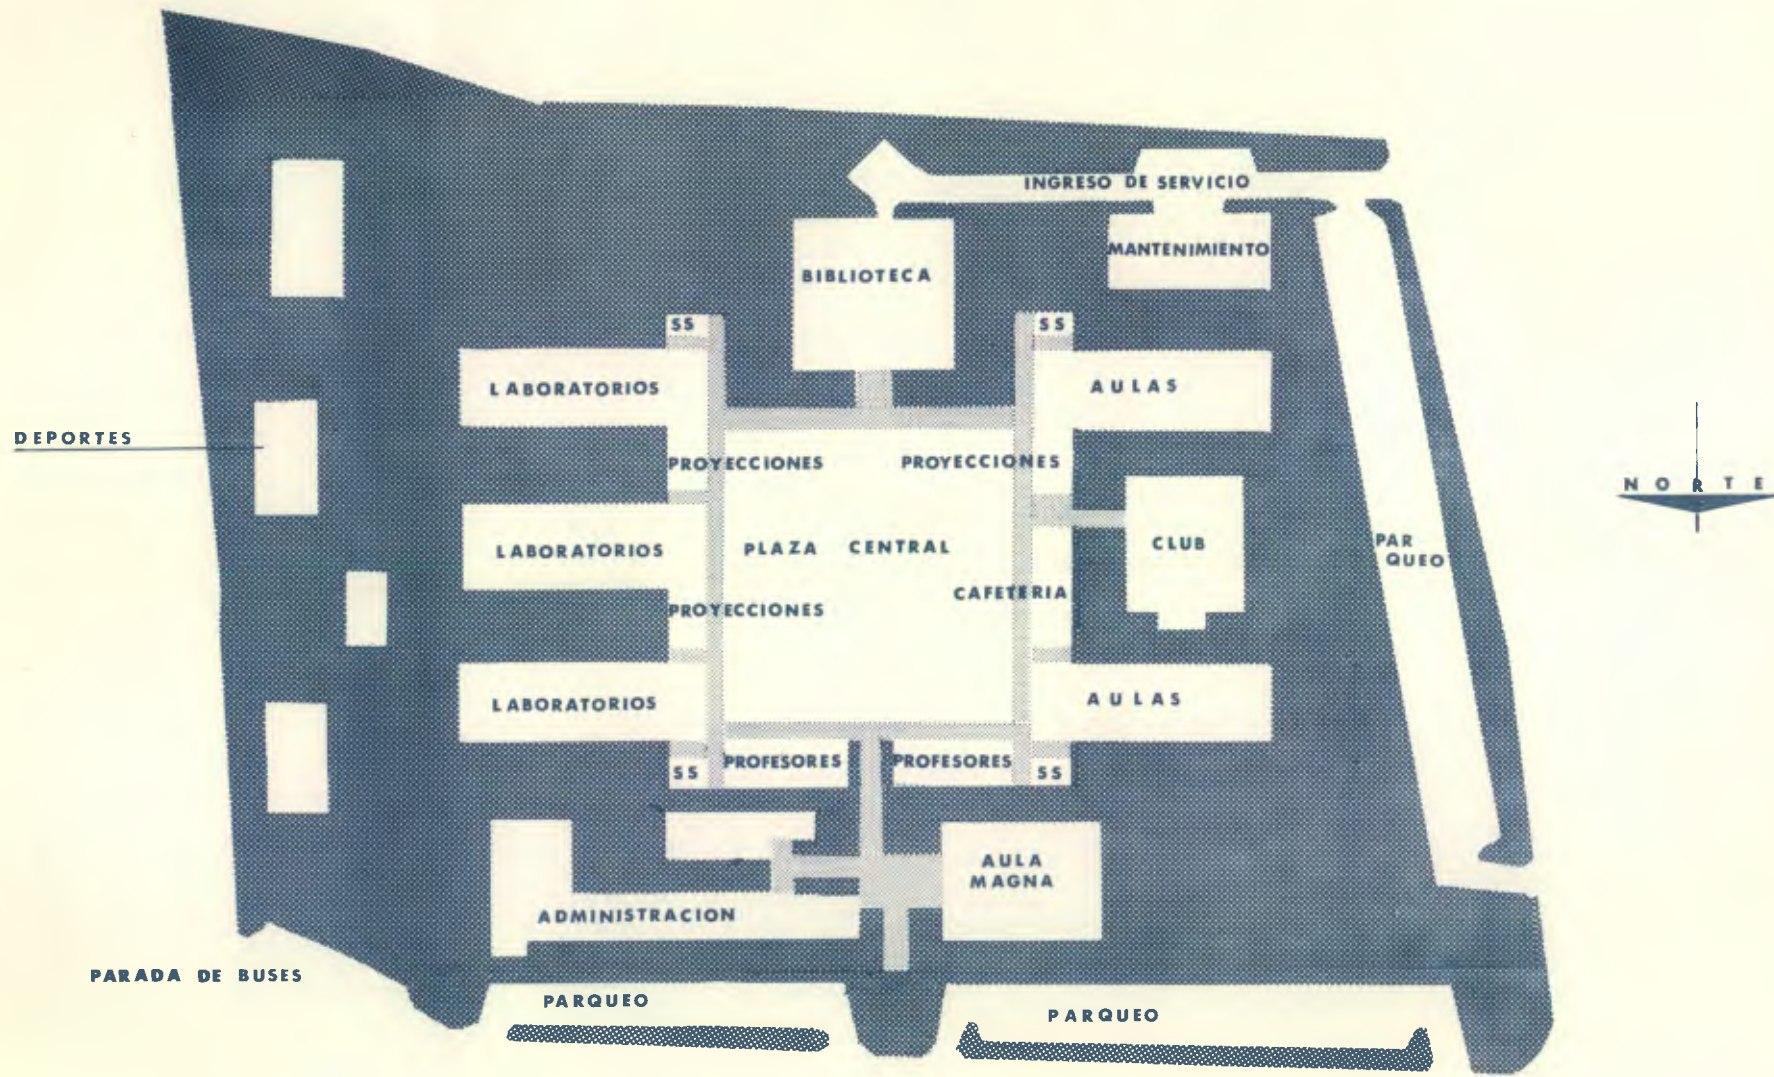 INGRESO DE SERVICIO
MANTENIMIENTO
BIBLIOTECA
SS
SS
LABORATORIOS
AULAS
DEPORTES
PROYECCIONES
PROYECCIONES
NORTE
LABORATORIOS
PLAZA CENTRAL
CLUB
PAR
QUEO
CAFETERIA
PROYECCIONES
LABORATORIOS
AULAS
PROFESORES
PROFESORES
SS
SS
AULA
MAGNA
ADMINISTRACION
PARADA DE BUSES
PARQUEO
PARQUEO